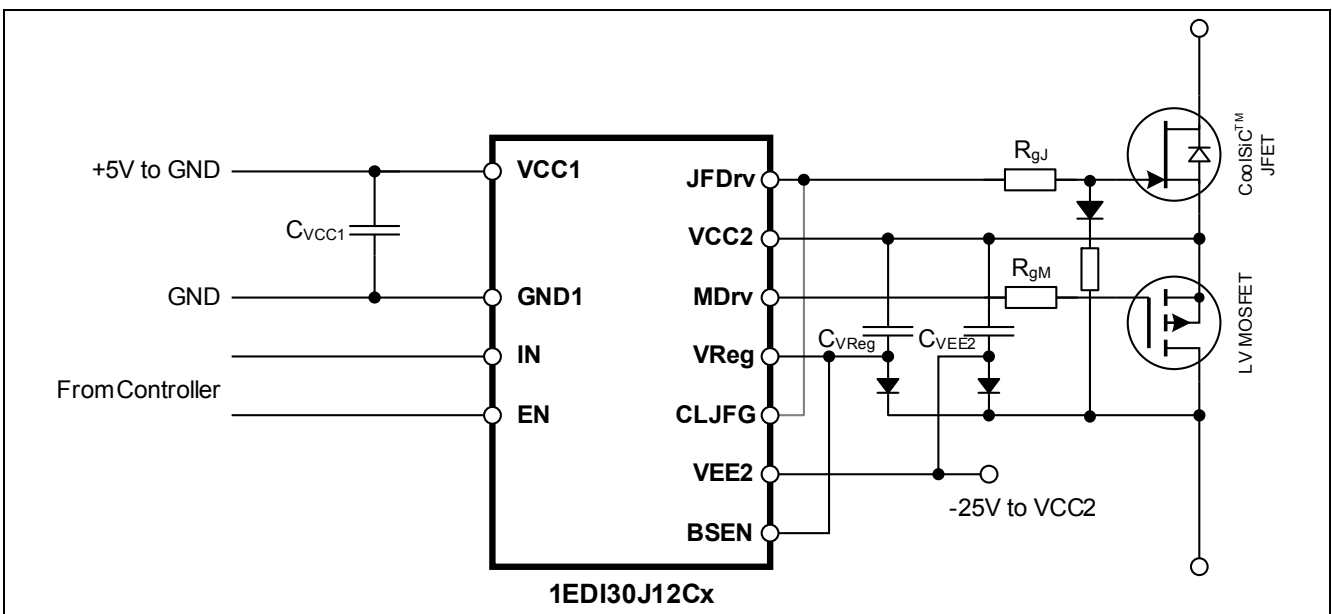 +5V to GND
CVCC1
GND
From Controller
VCC1
GND1
IN
EN
JFDrv
VCC2
MDrv
VReg
CLJFG
VEE2
BSEN
RgJ
RgM
CVReg
CVEE2
-25V to VCC2
CoolSiC™
JFET
LV MOSFET
1EDI30J12Cx